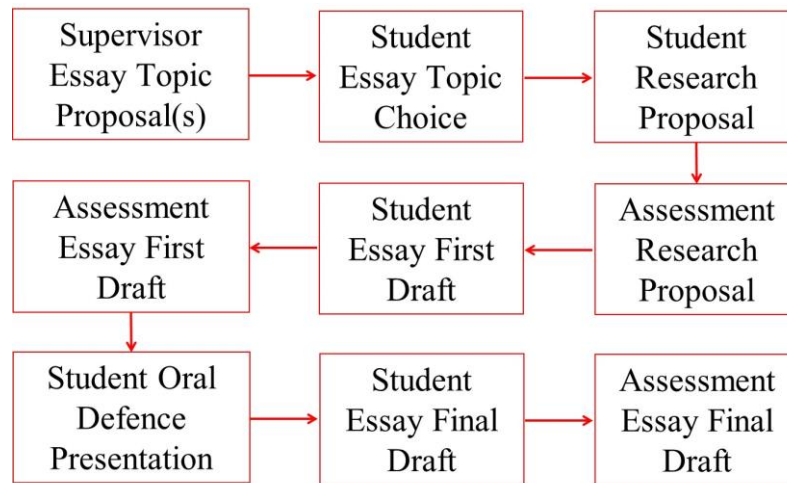 Supervisor
Essay Topic
Proposal(s)
Student
Essay Topic
Choice
Student
Research
Proposal
Assessment
Research
Proposal
Student
Essay First
Draft
Assessment
Essay First
Draft
Student Oral
Defence
Presentation
Student
Essay Final
Draft
Assessment
Essay Final
Draft